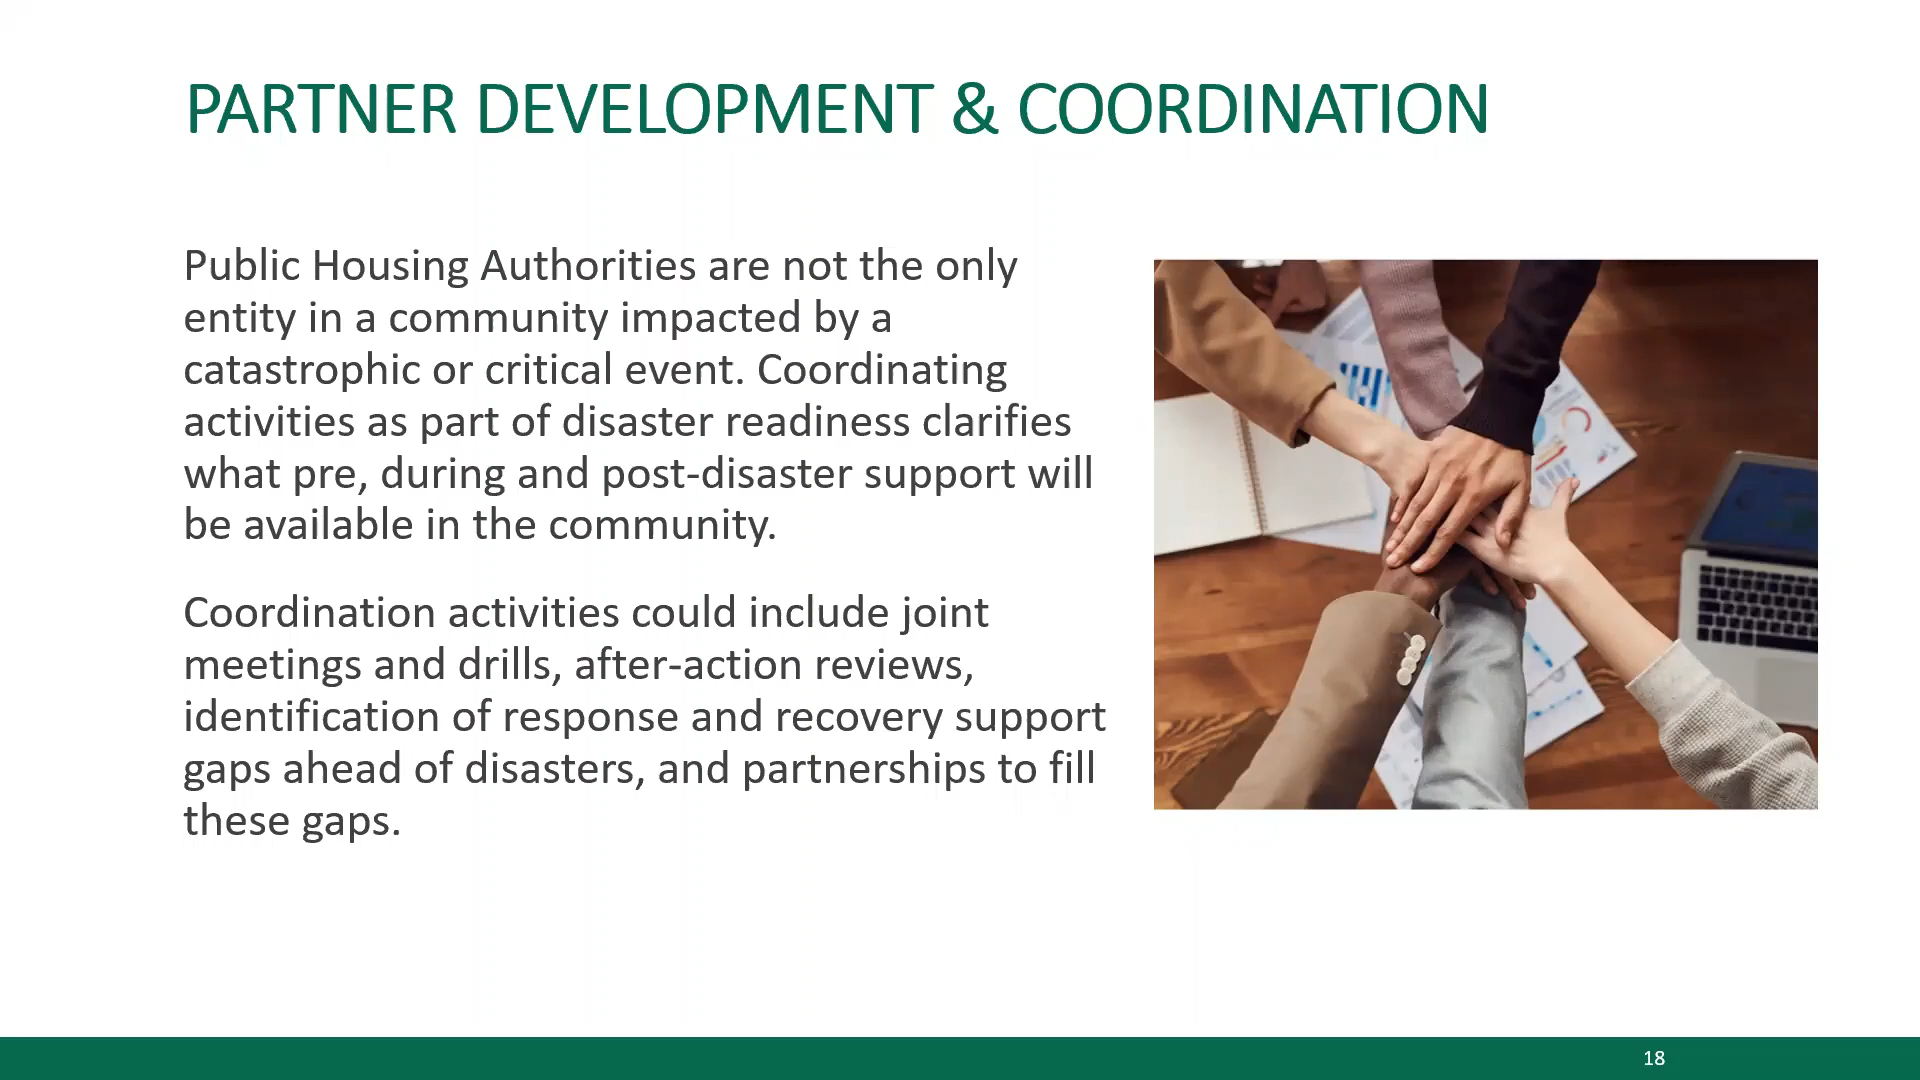 PARTNER DEVELOPMENT & COORDINATION
Public Housing Authorities are not the only
entity in a community impacted by a
catastrophic or critical event. Coordinating
activities as part of disaster readiness clarifies
what pre, during and post-disaster support will
be available in the community.
Coordination activities could include joint
meetings and drills, after-action reviews,
identification of response and recovery support
gaps ahead of disasters, and partnerships to fill
these gaps.
18